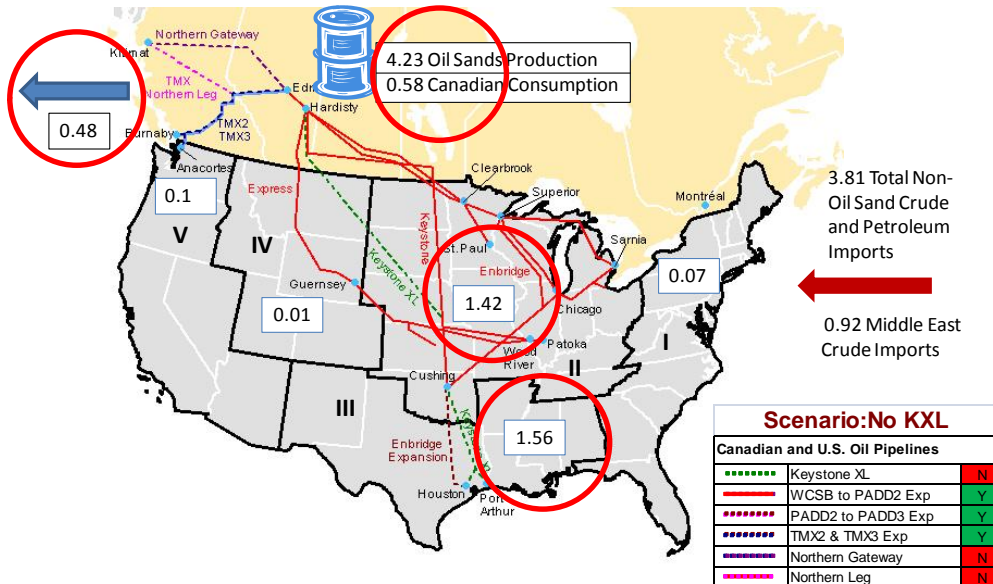 Northern Gateway
Kitimat
4.23 Oil Sands Production
0.58 Canadian Consumption
TMX
Northern Leg
Hardisty
0.48
TMX2
TMX3
Burnaby
Anacortes
Clearbrook
Superior
Montréal
3.81 Total Non-
Oil Sand Crude
and Petroleum
Imports
0.1
V
IV
Express
Keystone
St.Paul
Sarnia
Enbridge
0.07
Keystone XL
Guernsey
1.42
Chicago
0.01
I
0.92 Middle East
Crude Imports
Wood
River
Patoka
II
Cushing
III
1.56
Keystone XL
Enbridge
Expansion
Houston
Port
Arthur
Scenario:No KXL
Canadian and U.S. Oil Pipelines
Keystone XL N
WCSB to PADD2 Exp Y
PADD2 to PADD3 Exp Y
TMX2 & TMX3 Exp Y
Northern Gateway N
Northern Leg N